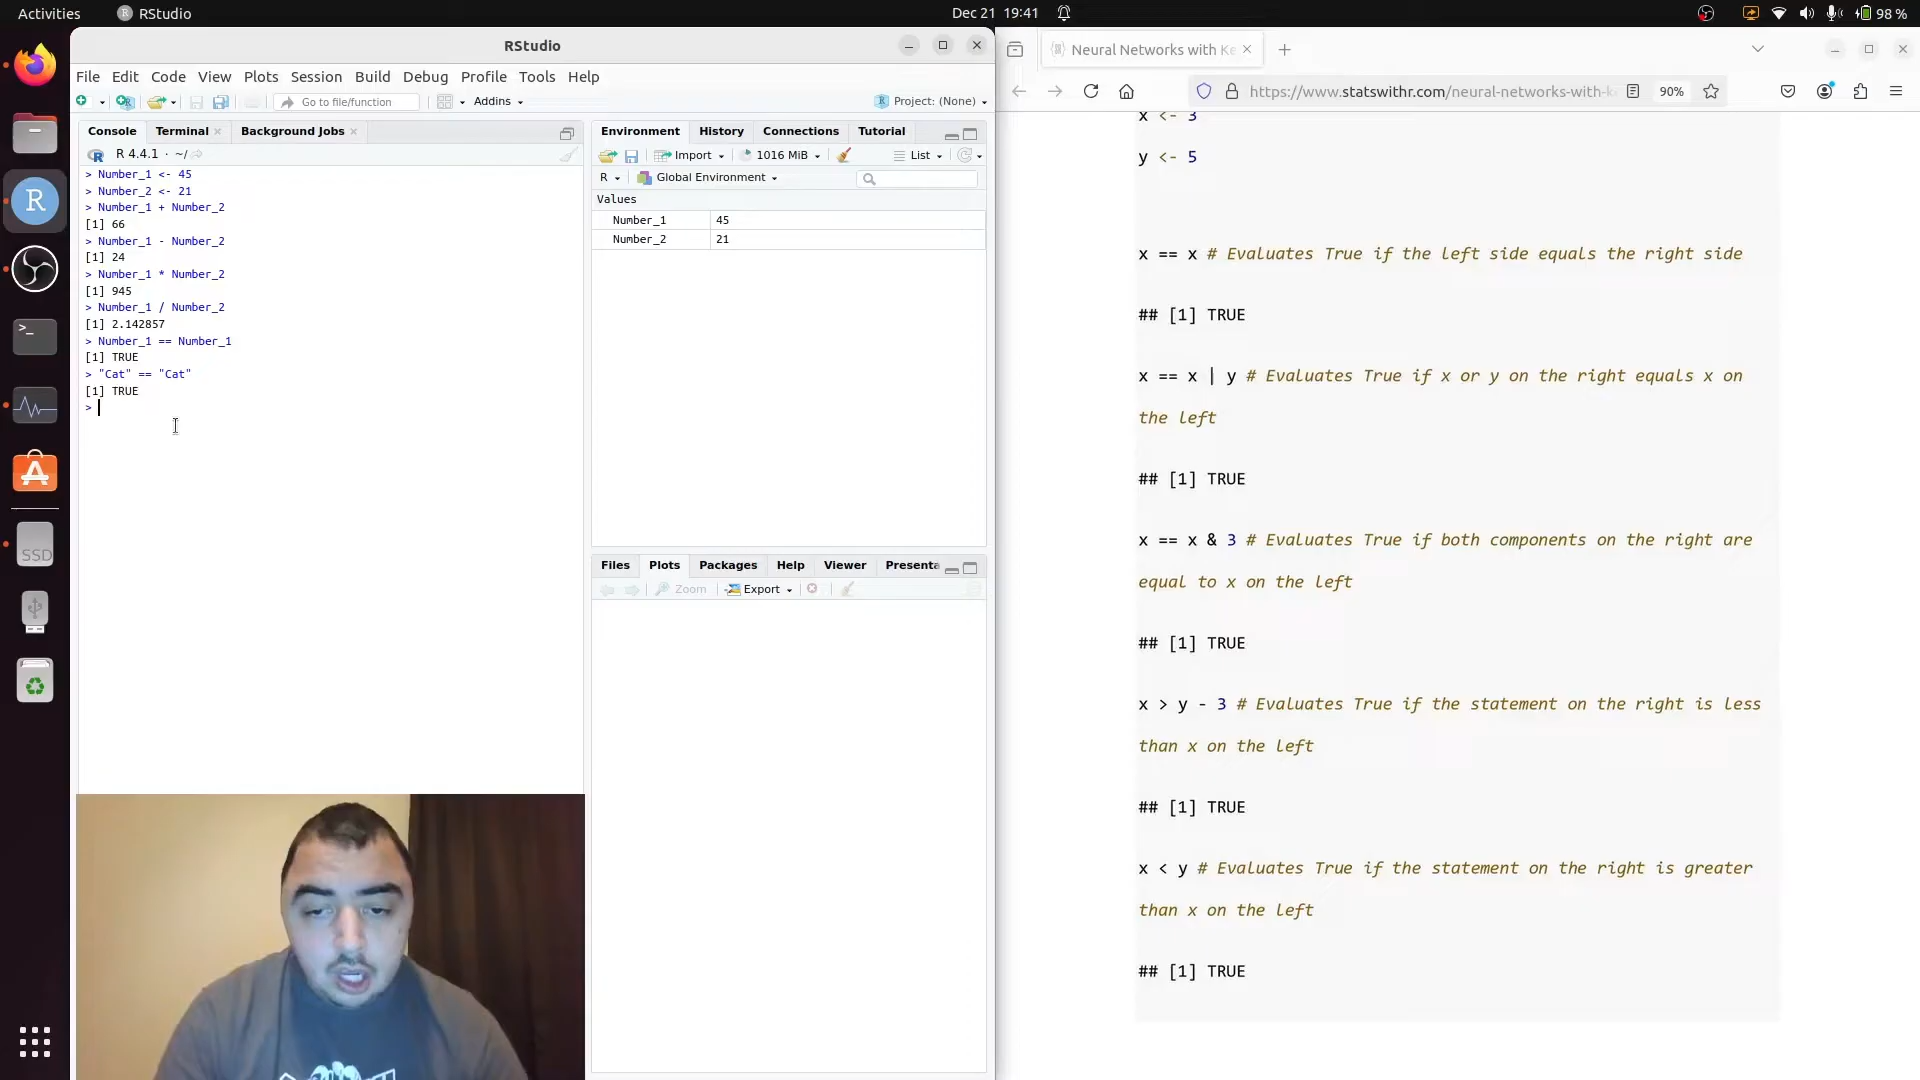 Activities
RStudio
Dec 21 19:41
98 %
RStudio
File Edit Code View Plots Session Build Debug Profile Tools Help
Go to file/function
Addins
Project: (None)
Console Terminal Background Jobs
R 4.4.1 · ~/
> Number_1 <- 45
> Number_2 <- 21
> Number_1 + Number_2
[1] 66
> Number_1 - Number_2
[1] 24
> Number_1 * Number_2
[1] 945
> Number_1 / Number_2
[1] 2.142857
> Number_1 == Number_1
[1] TRUE
> "Cat" == "Cat"
[1] TRUE
>
Environment History Connections Tutorial
Import 1016 MiB List
R Global Environment
Values
Number_1 45
Number_2 21
Files Plots Packages Help Viewer Presenta
Zoom Export
SSD
Neural Networks with Ke
https://www.statswithr.com/neural-networks-with-k
90%
x <- 3
y <- 5
x == x # Evaluates True if the left side equals the right side
## [1] TRUE
x == x | y # Evaluates True if x or y on the right equals x on
the left
## [1] TRUE
x == x & 3 # Evaluates True if both components on the right are
equal to x on the left
## [1] TRUE
x > y - 3 # Evaluates True if the statement on the right is less
than x on the left
## [1] TRUE
x < y # Evaluates True if the statement on the right is greater
than x on the left
## [1] TRUE